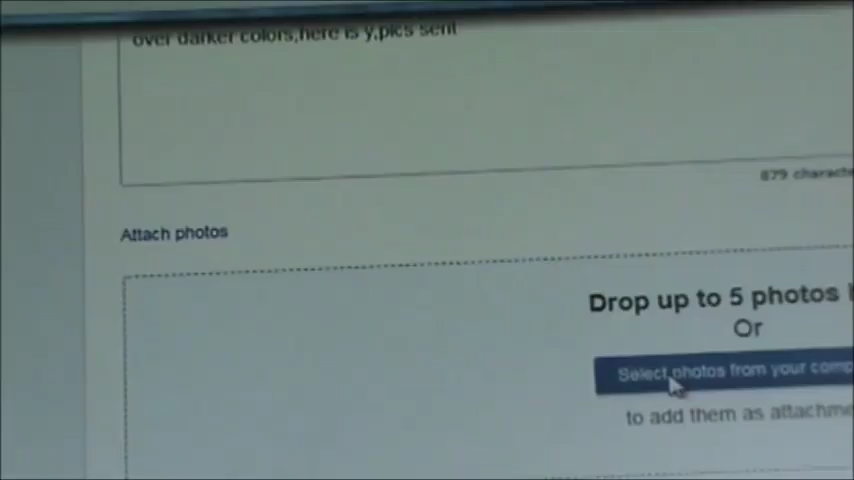 over darker colors,here is y,pics sent
879 characte
Attach photos
Drop up to 5 photos
Or
Select photos from your comp
to add them as attachme